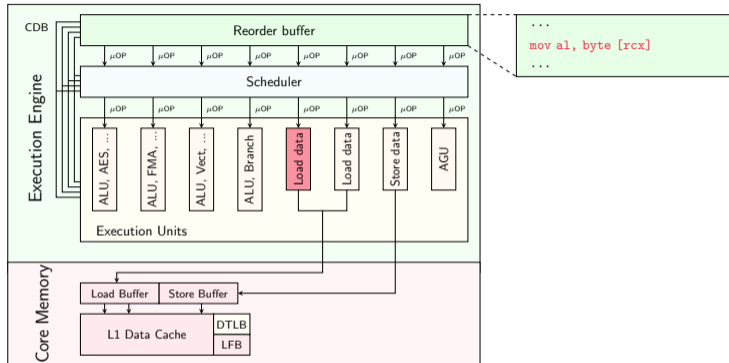 CDB
Reorder buffer
...
mov al, byte [rcx]
...
μOP μOP μOP μOP μOP μOP μOP μOP
Scheduler
μOP μOP μOP μOP μOP μOP μOP μOP
Execution Engine
ALU, AES, ...
ALU, FMA, ...
ALU, Vect, ...
ALU, Branch
Load data
Load data
Store data
AGU
Execution Units
Core Memory
Load Buffer
Store Buffer
L1 Data Cache
DTLB
LFB